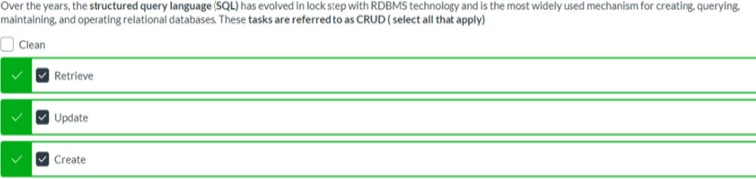 Over the years, the structured query language (SQL) has evolved in lock step with RDBMS technology and is the most widely used mechanism for creating, querying,
maintaining, and operating relational databases. These tasks are referred to as CRUD ( select all that apply)
Clean
Retrieve
Update
Create